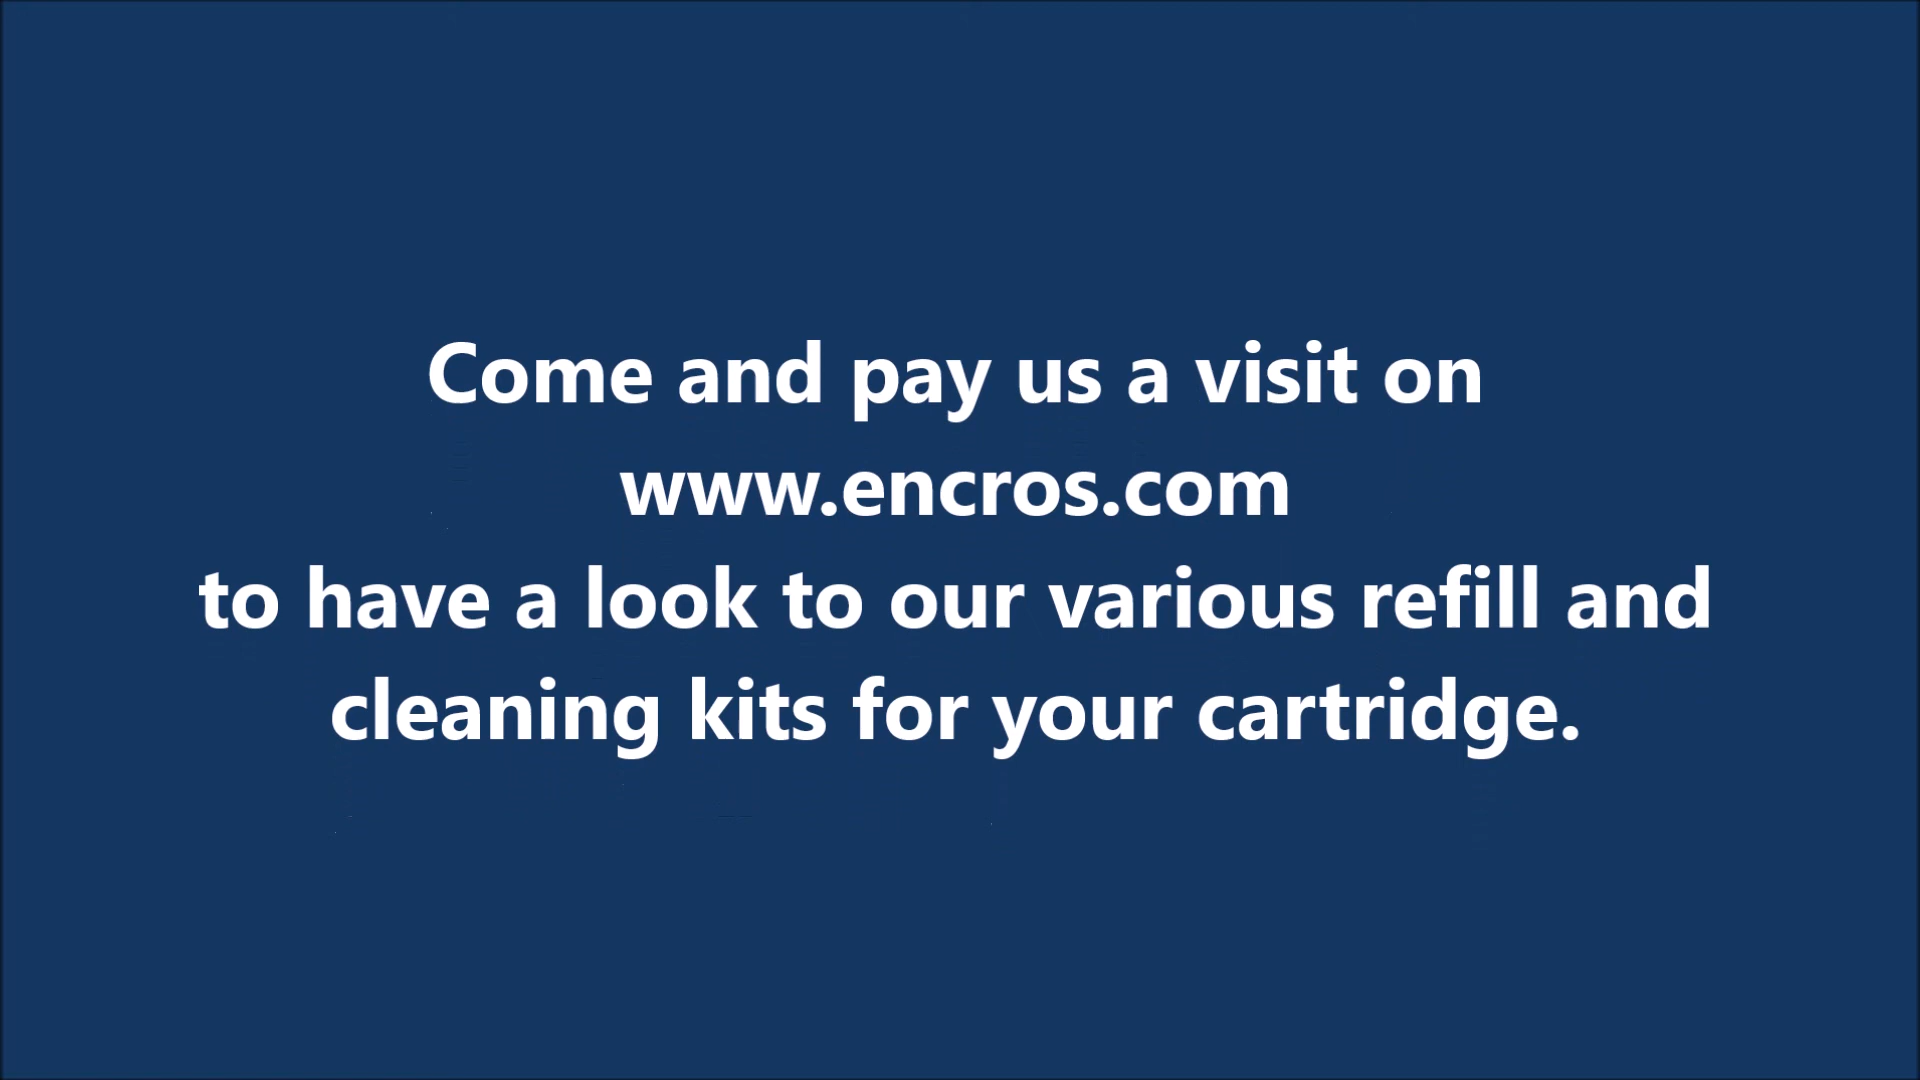 Come and pay us a visit on
www.encros.com
to have a look to our various refill and
cleaning kits for your cartridge.